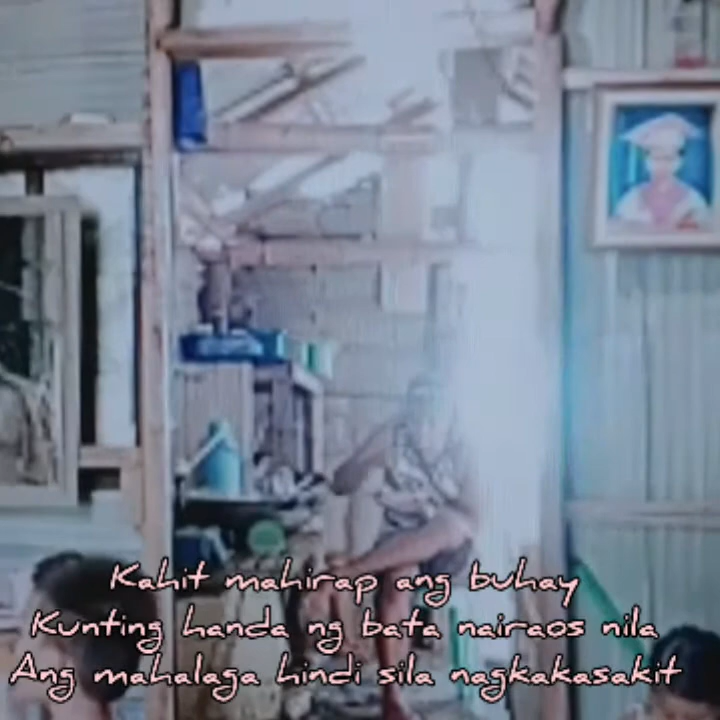 Kahit mahirap ang buhay
Kunting handa ng bata nairaos nila
Ang mahalaga hindi sila nagkakasakit